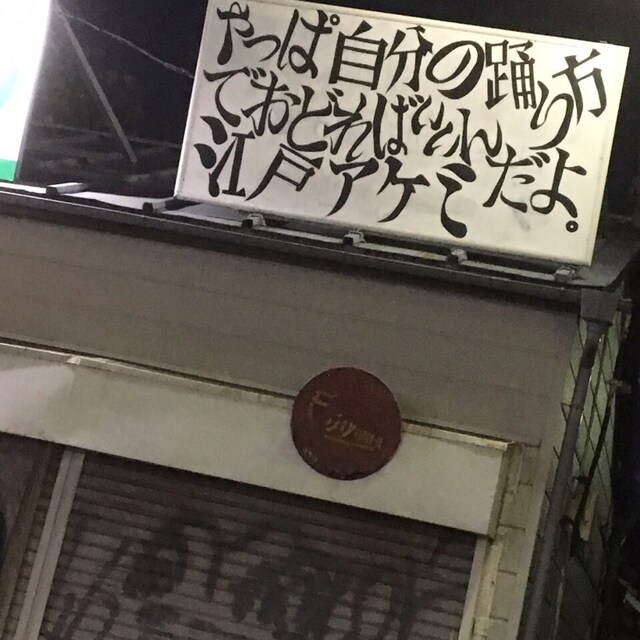 やっぱ自分の踊りや
でおどればいいんだよ。
江戸アケミ